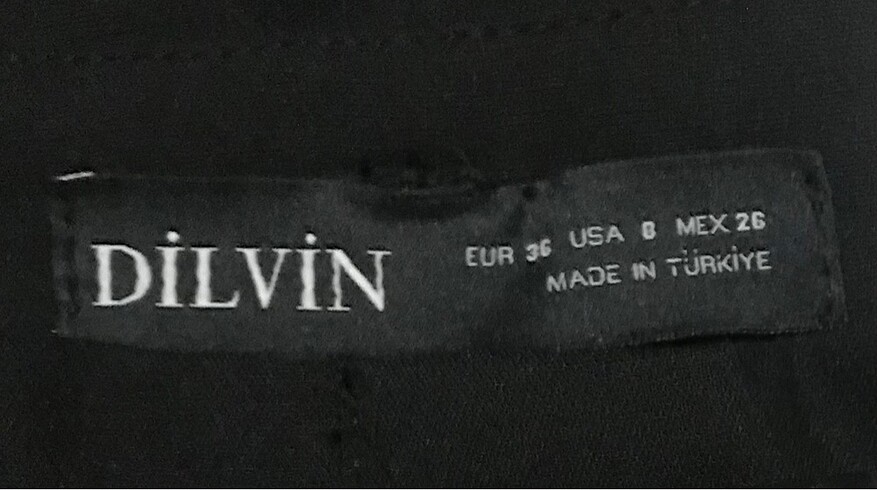 DİLVİN
EUR 36 USA 8 MEX 26
MADE IN TÜRKİYE